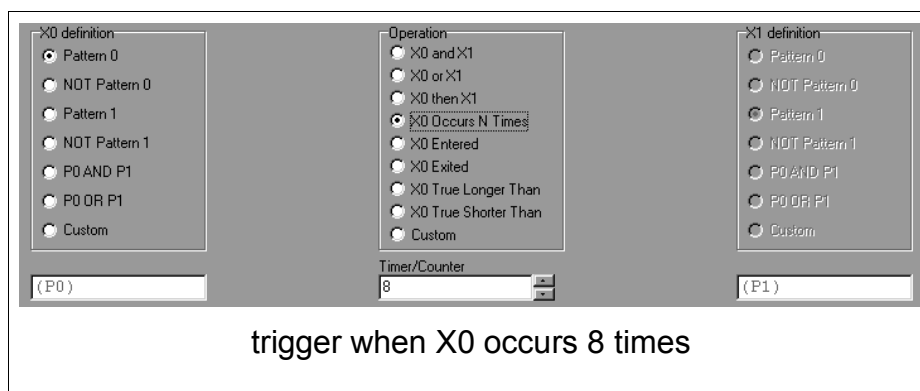 X0 definition
Pattern 0
NOT Pattern 0
Pattern 1
NOT Pattern 1
P0 AND P1
P0 OR P1
Custom
(P0)
Operation
X0 and X1
X0 or X1
X0 then X1
X0 Occurs N Times
X0 Entered
X0 Exited
X0 True Longer Than
X0 True Shorter Than
Custom
Timer/Counter
8
X1 definition
Pattern 0
NOT Pattern 0
Pattern 1
NOT Pattern 1
P0 AND P1
P0 OR P1
Custom
(P1)
trigger when X0 occurs 8 times